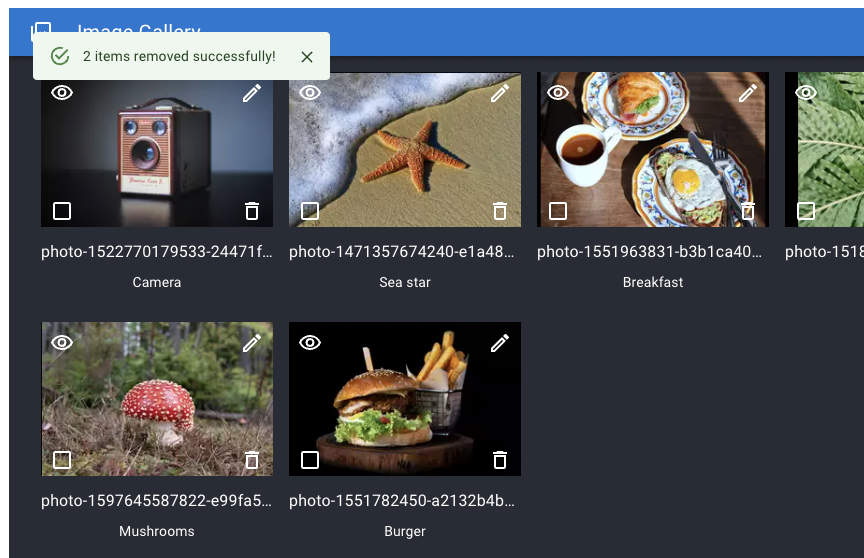 Image Gallery
2 items removed successfully!
photo-1522770179533-24471f...
photo-1471357674240-e1a48...
photo-1551963831-b3b1ca40...
photo-1518
Camera
Sea star
Breakfast
photo-1597645587822-e99fa5...
photo-1551782450-a2132b4b...
Mushrooms
Burger